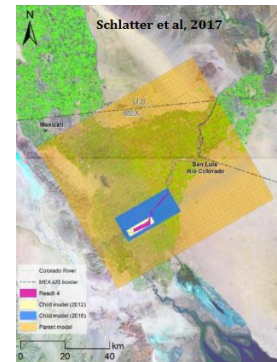 N
Schlatter et al, 2017
U.S.
MEX.
Mexicali
San Luis
Rio Colorado
Colorado River
MEX-US border
Reach 4
Child model (2012)
Child model (2010)
Parent model
0 20 40
km